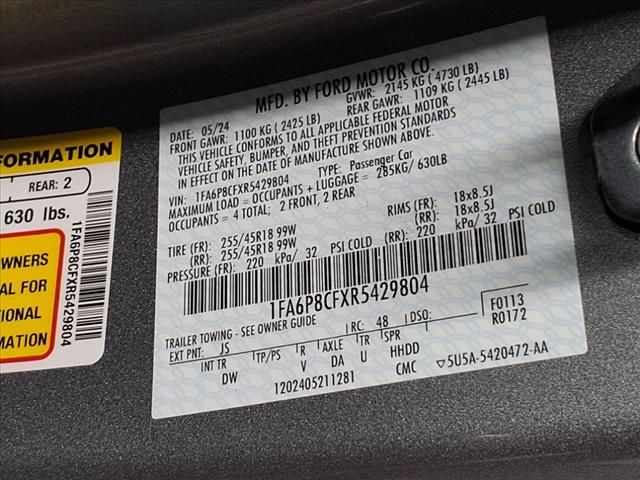 FORMATION
REAR: 2
630 lbs.
WNERS
AL FOR
TIONAL
MATION
1FA6P8CFXR5429804
MFD. BY FORD MOTOR CO.
DATE: 05/24 GVWR: 2145 KG ( 4730 LB)
FRONT GAWR: 1100 KG ( 2425 LB) REAR GAWR: 1109 KG ( 2445 LB)
THIS VEHICLE CONFORMS TO ALL APPLICABLE FEDERAL MOTOR
VEHICLE SAFETY, BUMPER, AND THEFT PREVENTION STANDARDS
IN EFFECT ON THE DATE OF MANUFACTURE SHOWN ABOVE.
VIN: 1FA6P8CFXR5429804 TYPE: Passenger Car
MAXIMUM LOAD = OCCUPANTS + LUGGAGE = 285KG/ 630LB
OCCUPANTS = 4 TOTAL; 2 FRONT, 2 REAR
TIRE (FR): 255/45R18 99W RIMS (FR): 18x8.5J
(RR): 255/45R18 99W (RR): 18x8.5J
PRESSURE (FR): 220 kPa/ 32 PSI COLD (RR): 220 kPa/ 32 PSI COLD
1FA6P8CFXR5429804
TRAILER TOWING - SEE OWNER GUIDE
EXT PNT: JS RC: 48 DSO: F0113
R0172
INT TR TP/PS R AXLE TR SPR
DW V DA U HHDD
1202405211281 CMC ▽5U5A-5420472-AA